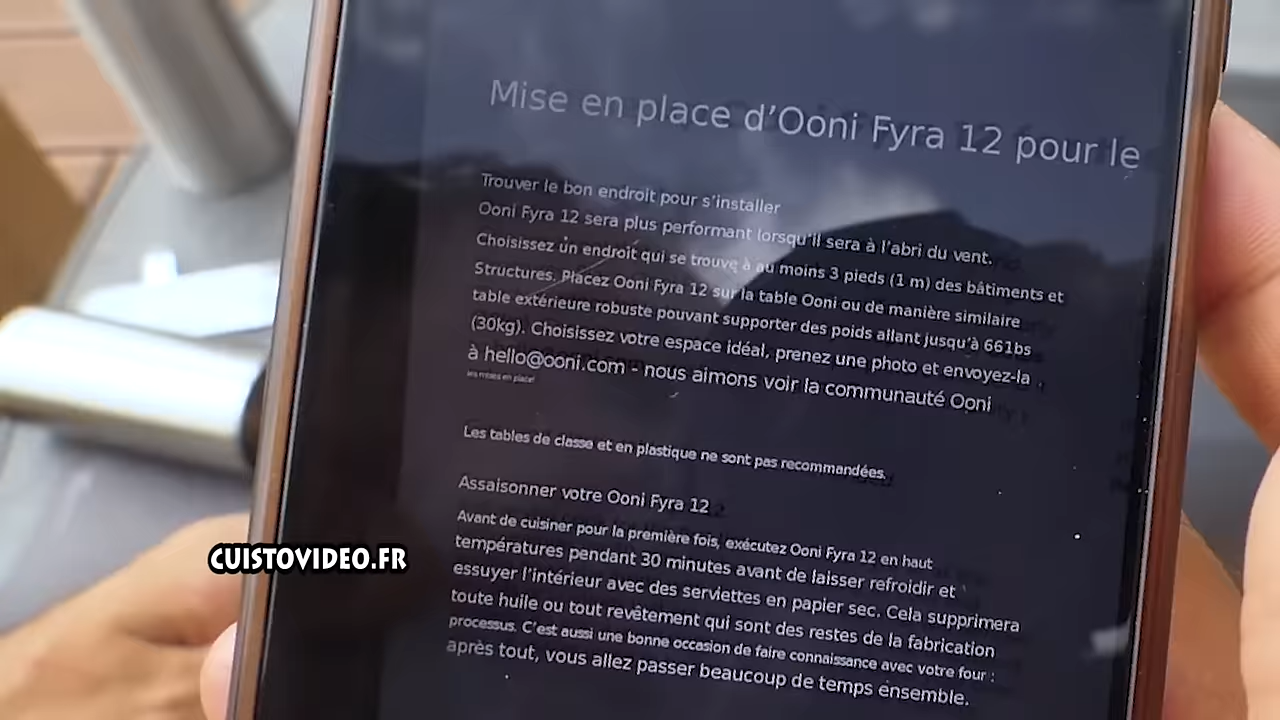 Mise en place d'Ooni Fyra 12 pour le
Trouver le bon endroit pour s'installer
Ooni Fyra 12 sera plus performant lorsqu'il sera à l'abri du vent.
Choisissez un endroit qui se trouve à au moins 3 pieds (1 m) des bâtiments et
Structures. Placez Ooni Fyra 12 sur la table Ooni ou de manière similaire
table extérieure robuste pouvant supporter des poids allant jusqu'à 661bs
(30kg). Choisissez votre espace idéal, prenez une photo et envoyez-la
à hello@ooni.com - nous aimons voir la communauté Ooni
les mises en place!
Les tables de classe et en plastique ne sont pas recommandées.
Assaisonner votre Ooni Fyra 12
Avant de cuisiner pour la première fois, exécutez Ooni Fyra 12 en haut
températures pendant 30 minutes avant de laisser refroidir et
essuyer l'intérieur avec des serviettes en papier sec. Cela supprimera
toute huile ou tout revêtement qui sont des restes de la fabrication
processus. C'est aussi une bonne occasion de faire connaissance avec votre four :
après tout, vous allez passer beaucoup de temps ensemble.
CUISTOVIDEO.FR